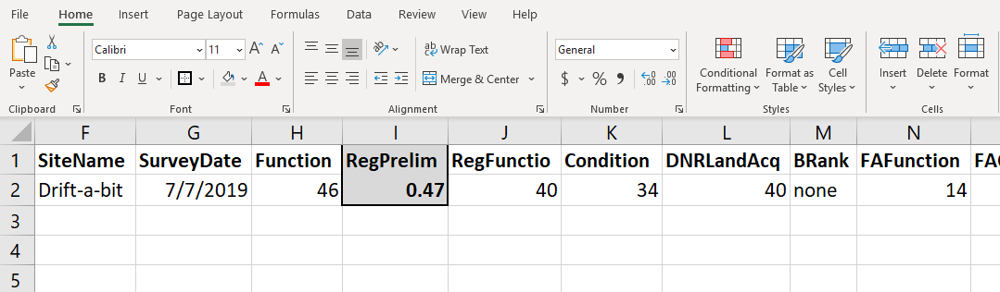 File Home Insert Page Layout Formulas Data Review View Help
Calibri 11 A A ab Wrap Text General
Paste B I U A Merge & Center $ % 9 .00 .00 Conditional Formatting Format as Table Cell Styles Insert Delete Format
Clipboard Font Alignment Number Styles Cells
F G H I J K L M N
1 SiteName SurveyDate Function RegPrelim RegFunctio Condition DNRLandAcq BRank FAFunction FAC
2 Drift-a-bit 7/7/2019 46 0.47 40 34 40 none 14
3
4
5